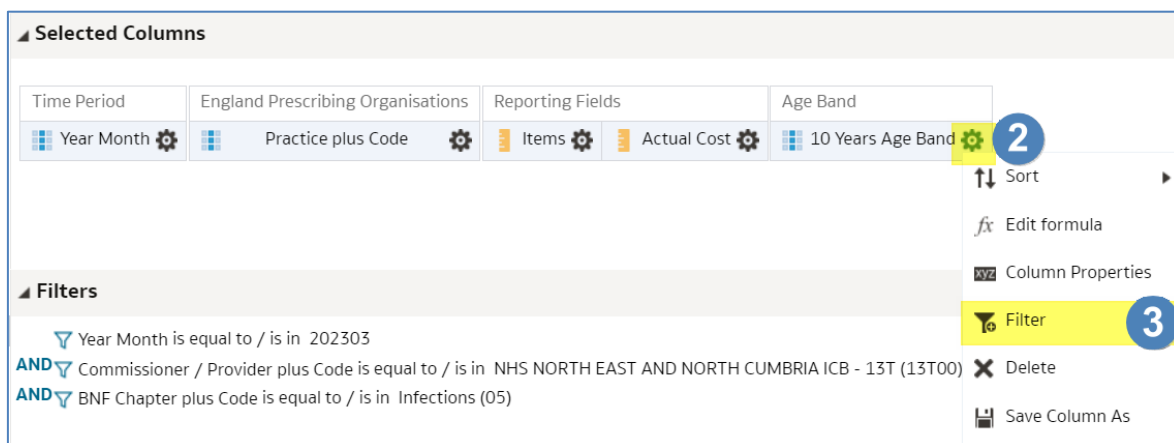 Selected Columns
Time Period England Prescribing Organisations Reporting Fields Age Band
Year Month Practice plus Code Items Actual Cost 10 Years Age Band 2
Sort
fx Edit formula
xyz Column Properties
Filters
Filter 3
Year Month is equal to / is in 202303
AND Commissioner / Provider plus Code is equal to / is in NHS NORTH EAST AND NORTH CUMBRIA ICB - 13T (13T00)
Delete
AND BNF Chapter plus Code is equal to / is in Infections (05)
Save Column As